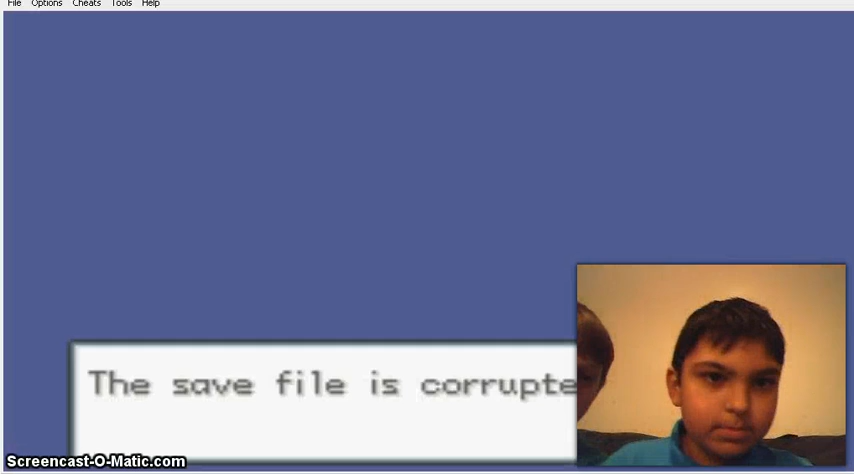 File Options Cheats Tools Help
The save file is corrupte
Screencast-O-Matic.com